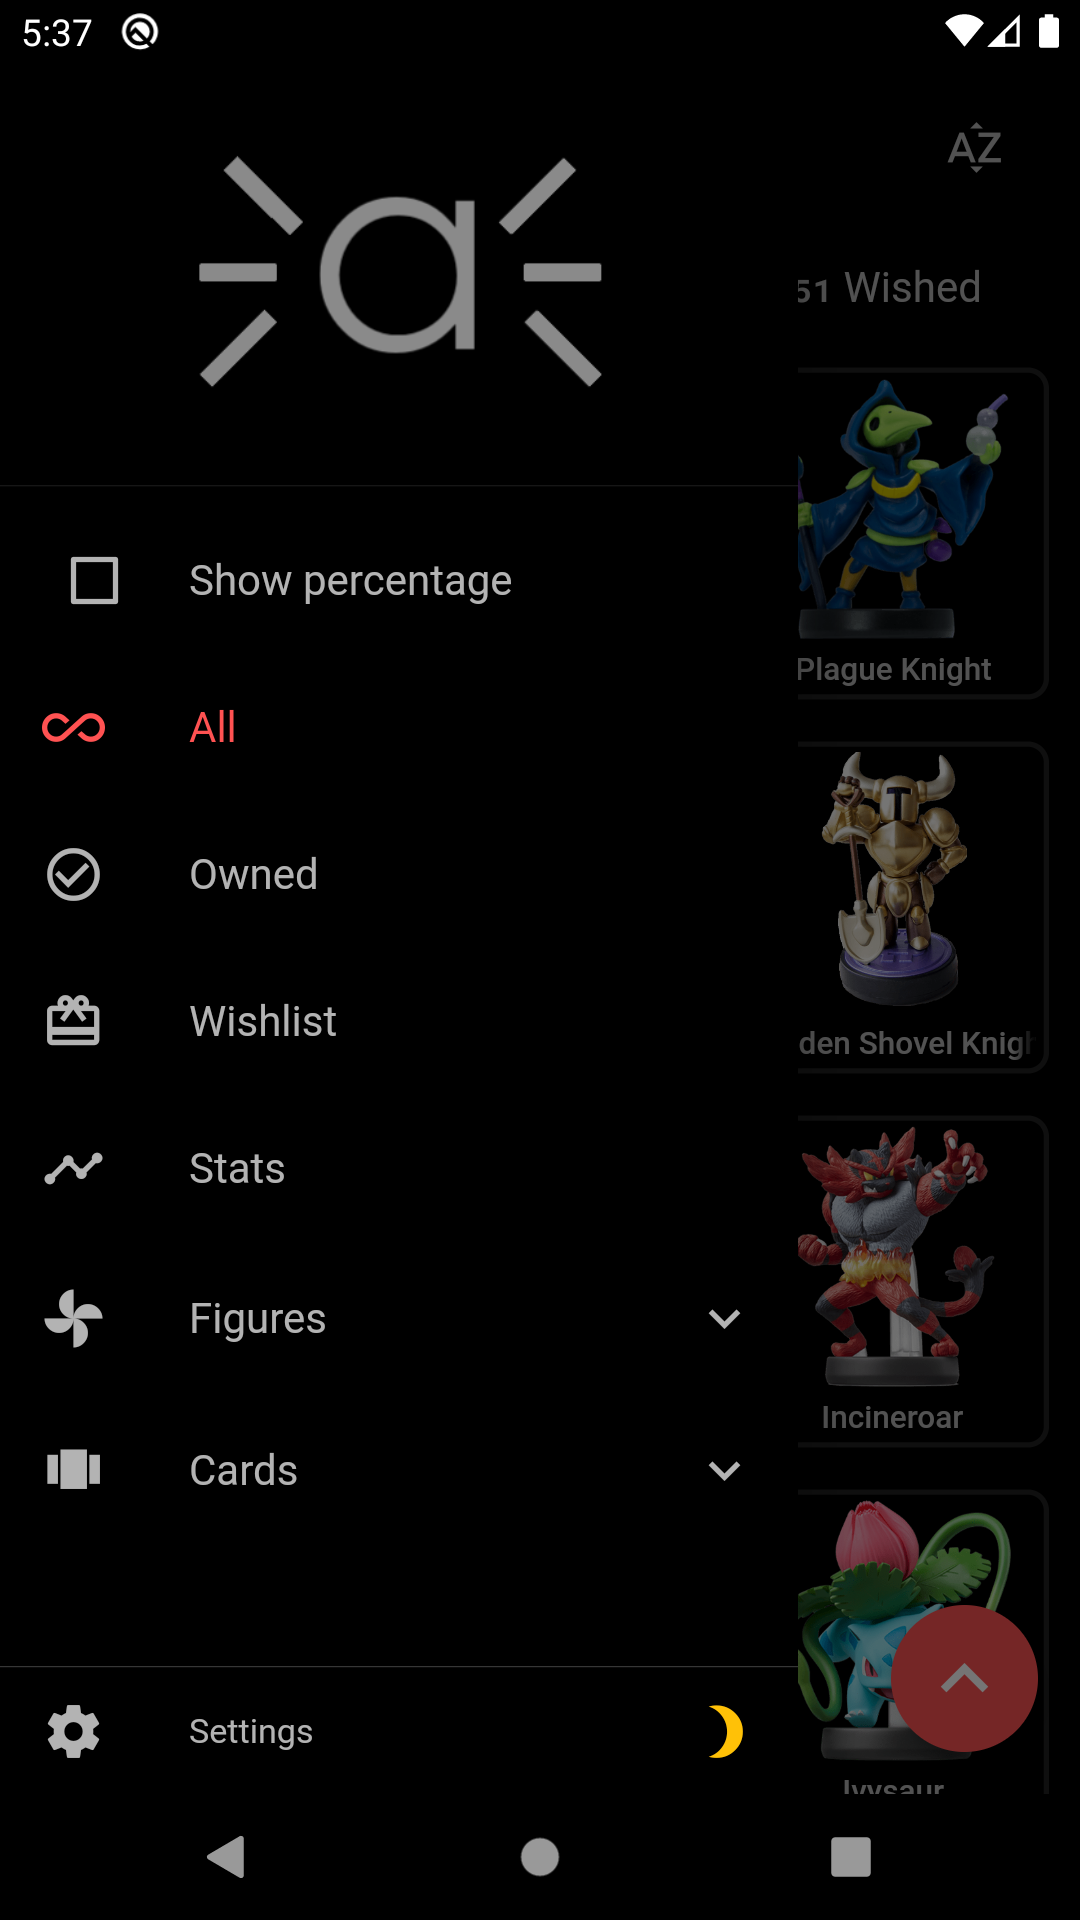 5:37
AZ
51 Wished
Plague Knight
Show percentage
All
den Shovel Knigh
Owned
Wishlist
Stats
Figures
Incineroar
Cards
Settings
Ivysaur